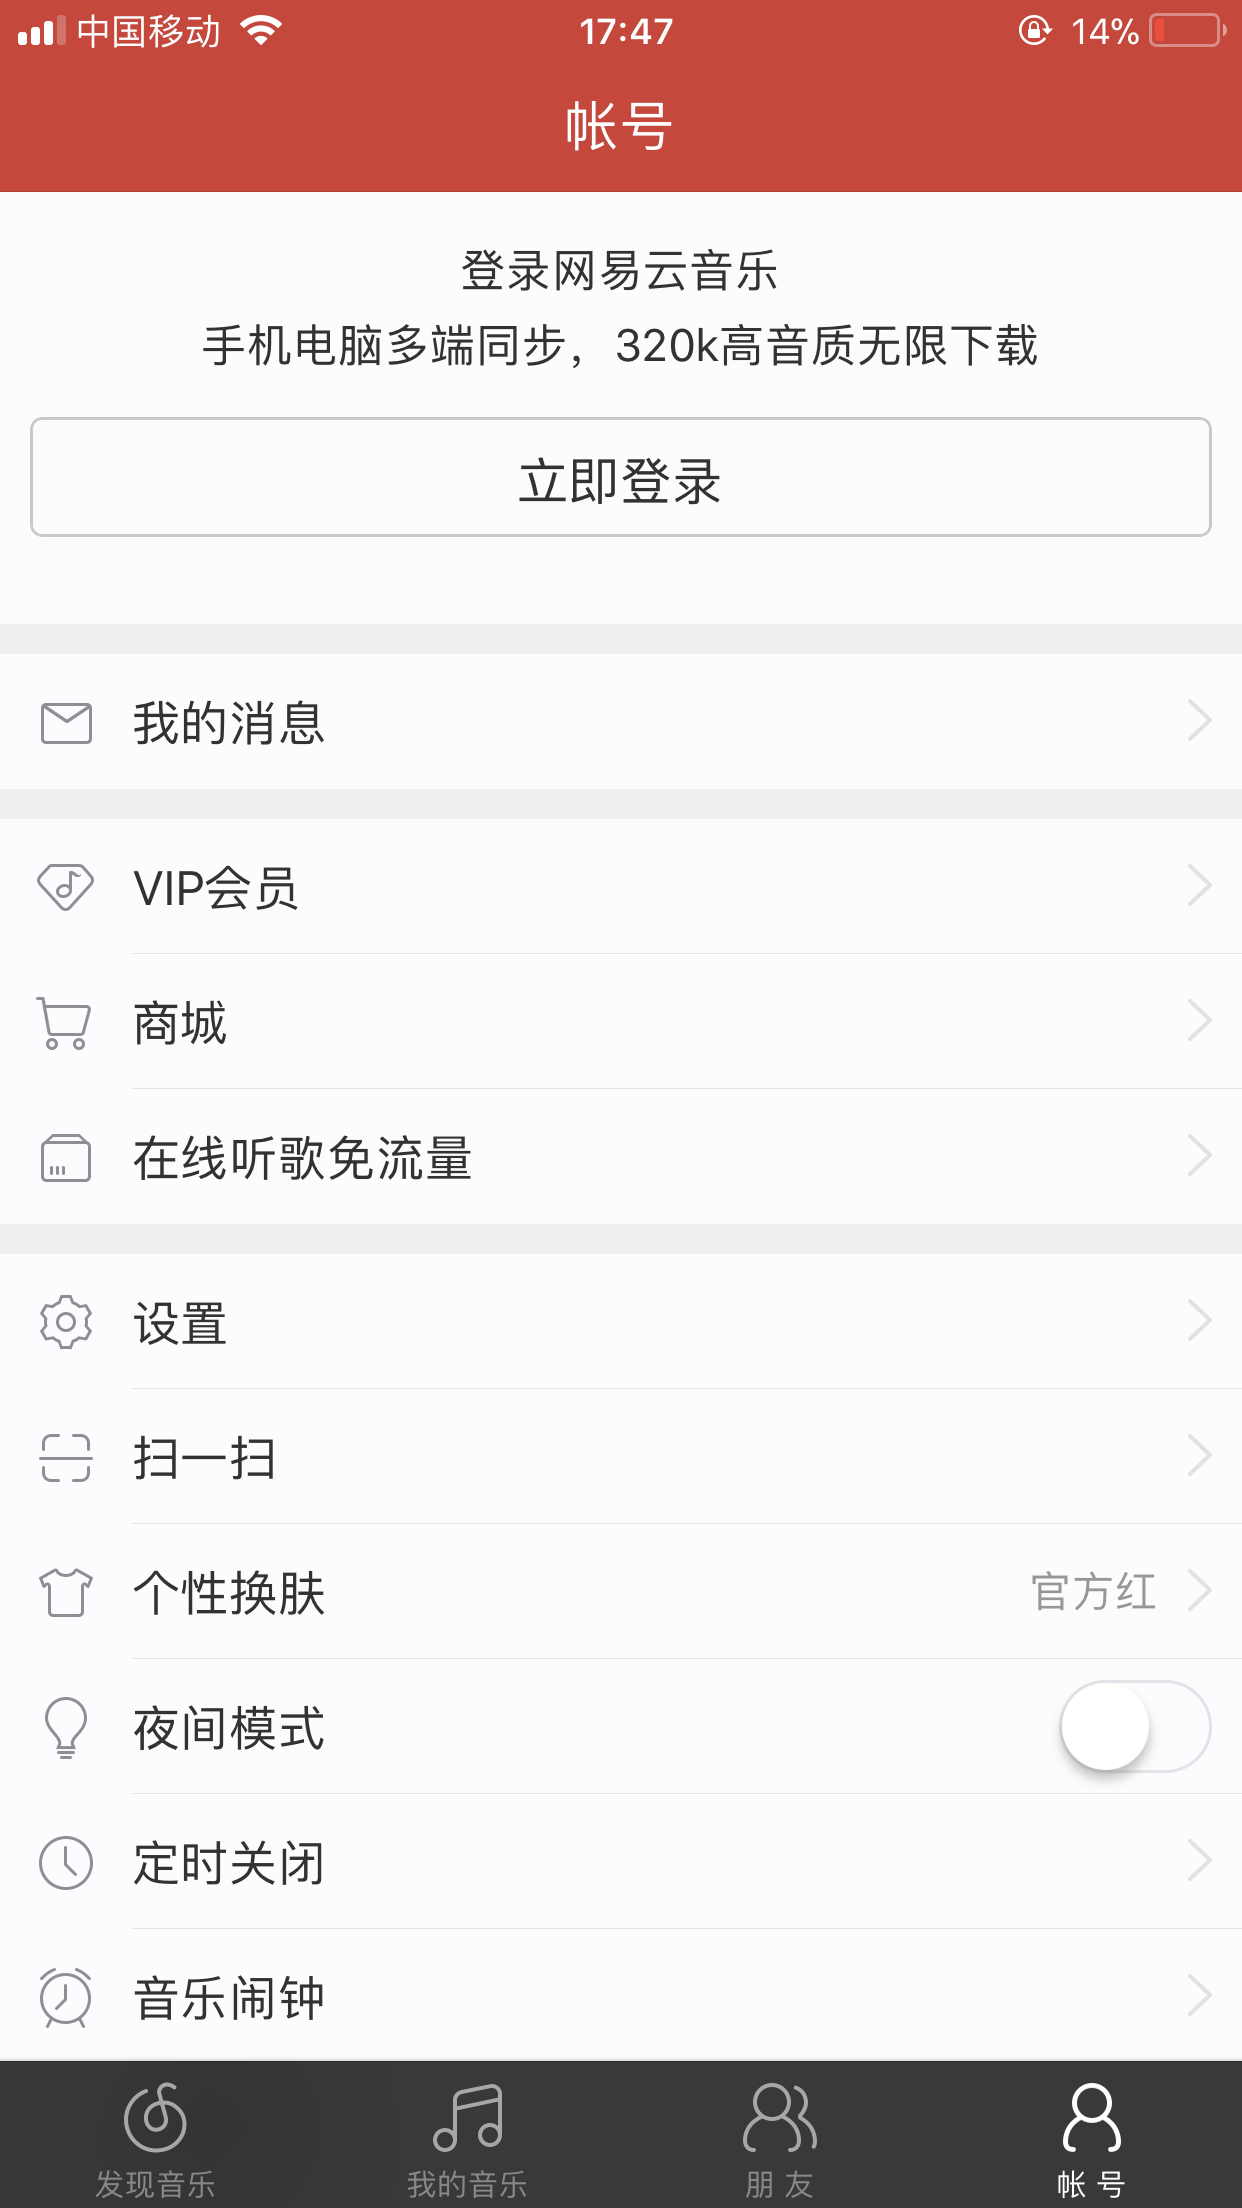 中国移动 17:47 14%
帐号
登录网易云音乐
手机电脑多端同步，320k高音质无限下载
立即登录
我的消息
VIP会员
商城
在线听歌免流量
设置
扫一扫
个性换肤 官方红
夜间模式
定时关闭
音乐闹钟
发现音乐 我的音乐 朋友 帐号